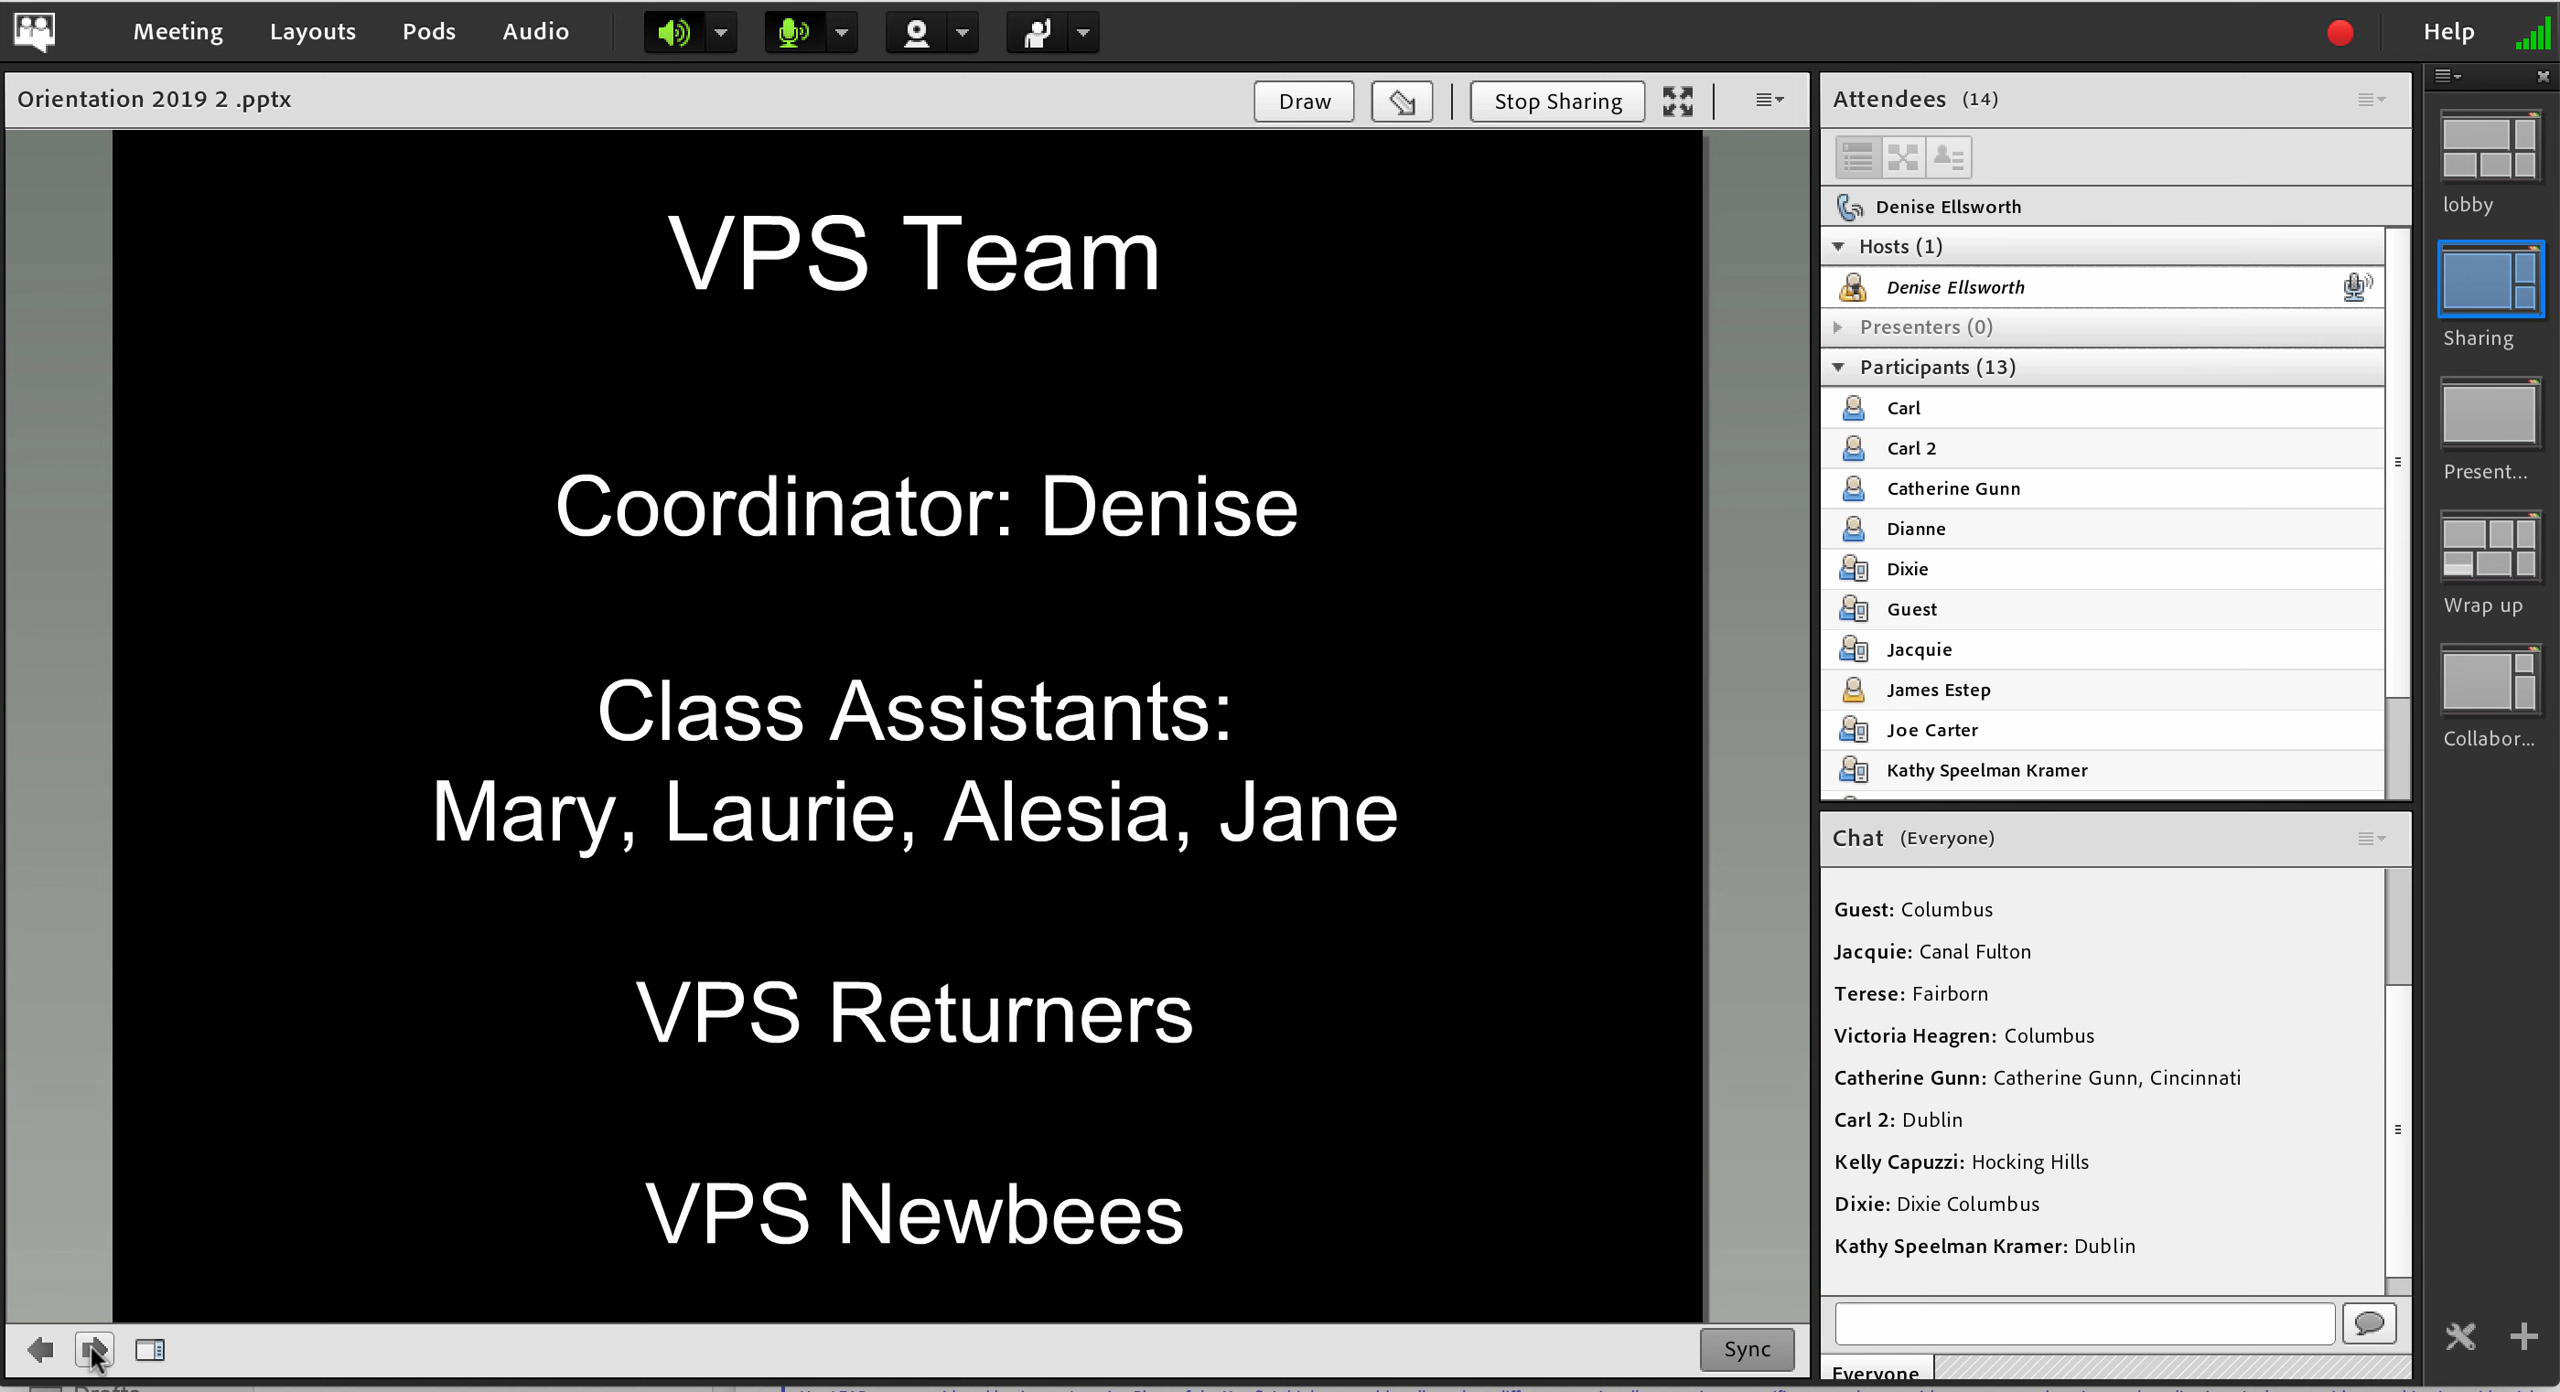 Meeting
Layouts
Pods
Audio
Help
Orientation 2019 2 .pptx
Draw
Stop Sharing
VPS Team
Coordinator: Denise
Class Assistants:
Mary, Laurie, Alesia, Jane
VPS Returners
VPS Newbees
Sync
Attendees (14)
Denise Ellsworth
Hosts (1)
Denise Ellsworth
Presenters (0)
Participants (13)
Carl
Carl 2
Catherine Gunn
Dianne
Dixie
Guest
Jacquie
James Estep
Joe Carter
Kathy Speelman Kramer
Chat (Everyone)
Guest: Columbus
Jacquie: Canal Fulton
Terese: Fairborn
Victoria Heagren: Columbus
Catherine Gunn: Catherine Gunn, Cincinnati
Carl 2: Dublin
Kelly Capuzzi: Hocking Hills
Dixie: Dixie Columbus
Kathy Speelman Kramer: Dublin
Everyone
lobby
Sharing
Present...
Wrap up
Collabor...